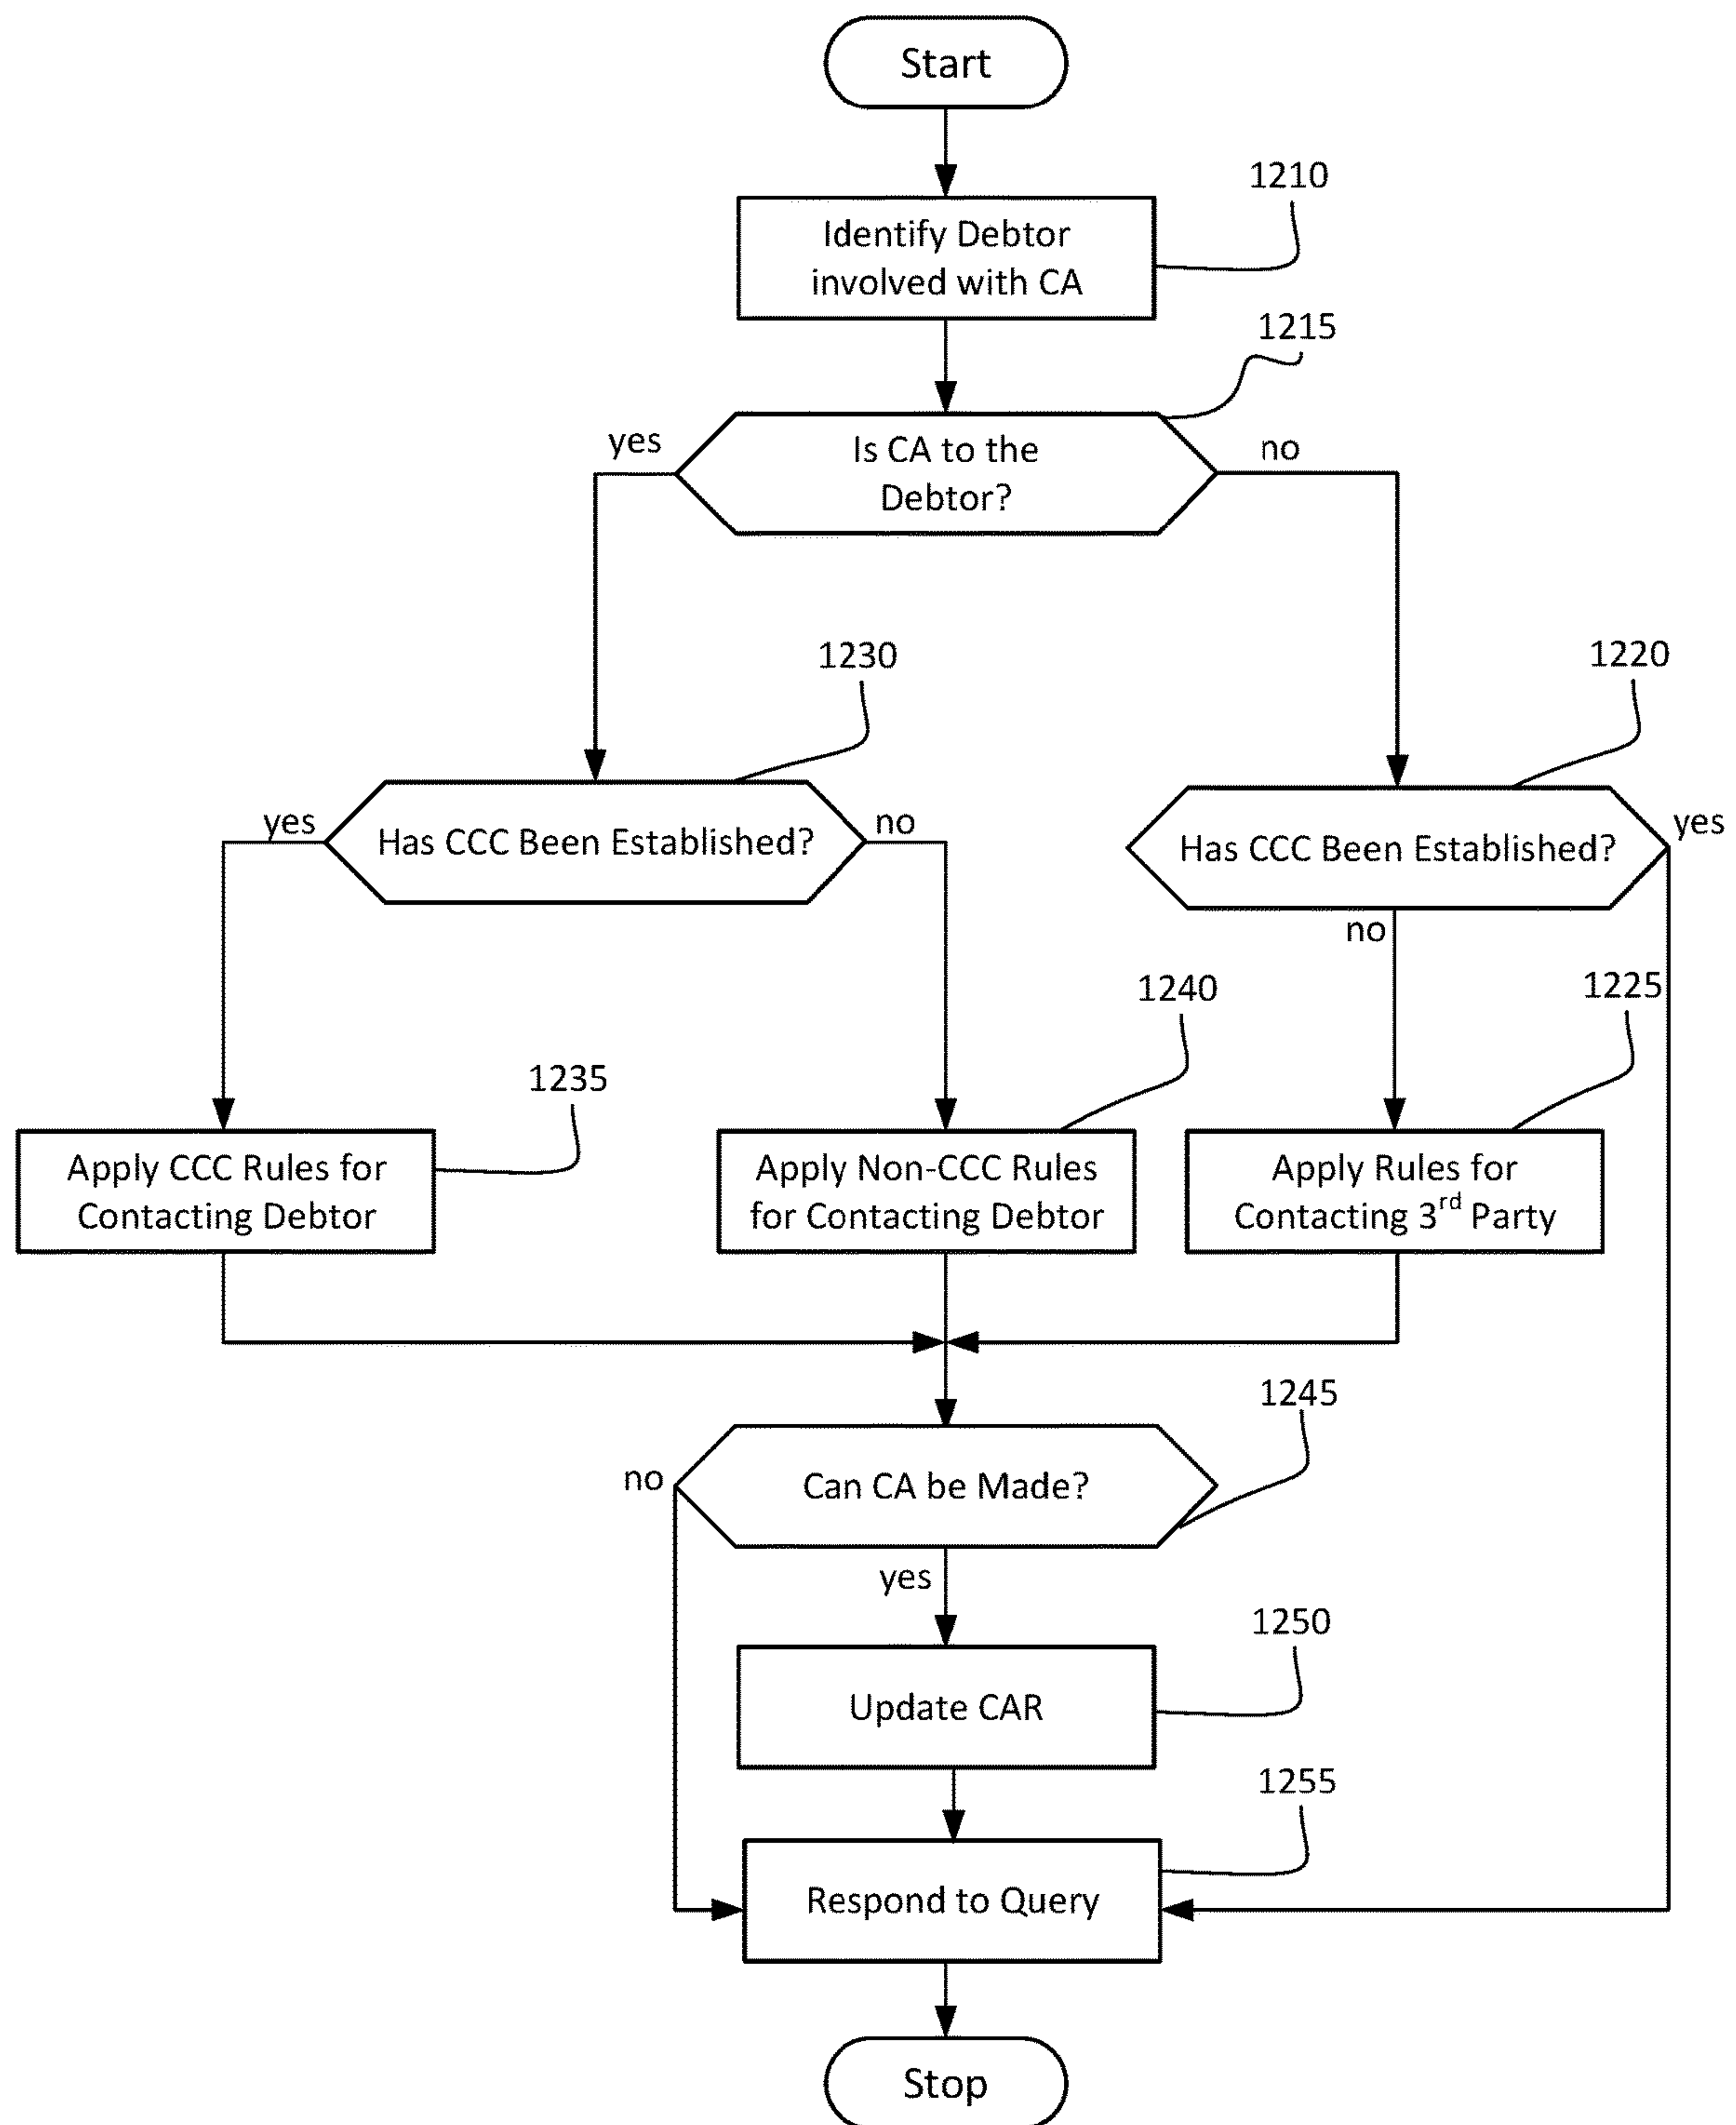 Start
1210
Identify Debtor
involved with CA
1215
yes
Is CA to the
Debtor?
no
1230
1220
yes
Has CCC Been Established?
no
Has CCC Been Established?
yes
no
1240
1225
1235
Apply CCC Rules for
Contacting Debtor
Apply Non-CCC Rules
for Contacting Debtor
Apply Rules for
Contacting 3rd Party
1245
no
Can CA be Made?
yes
1250
Update CAR
1255
Respond to Query
Stop